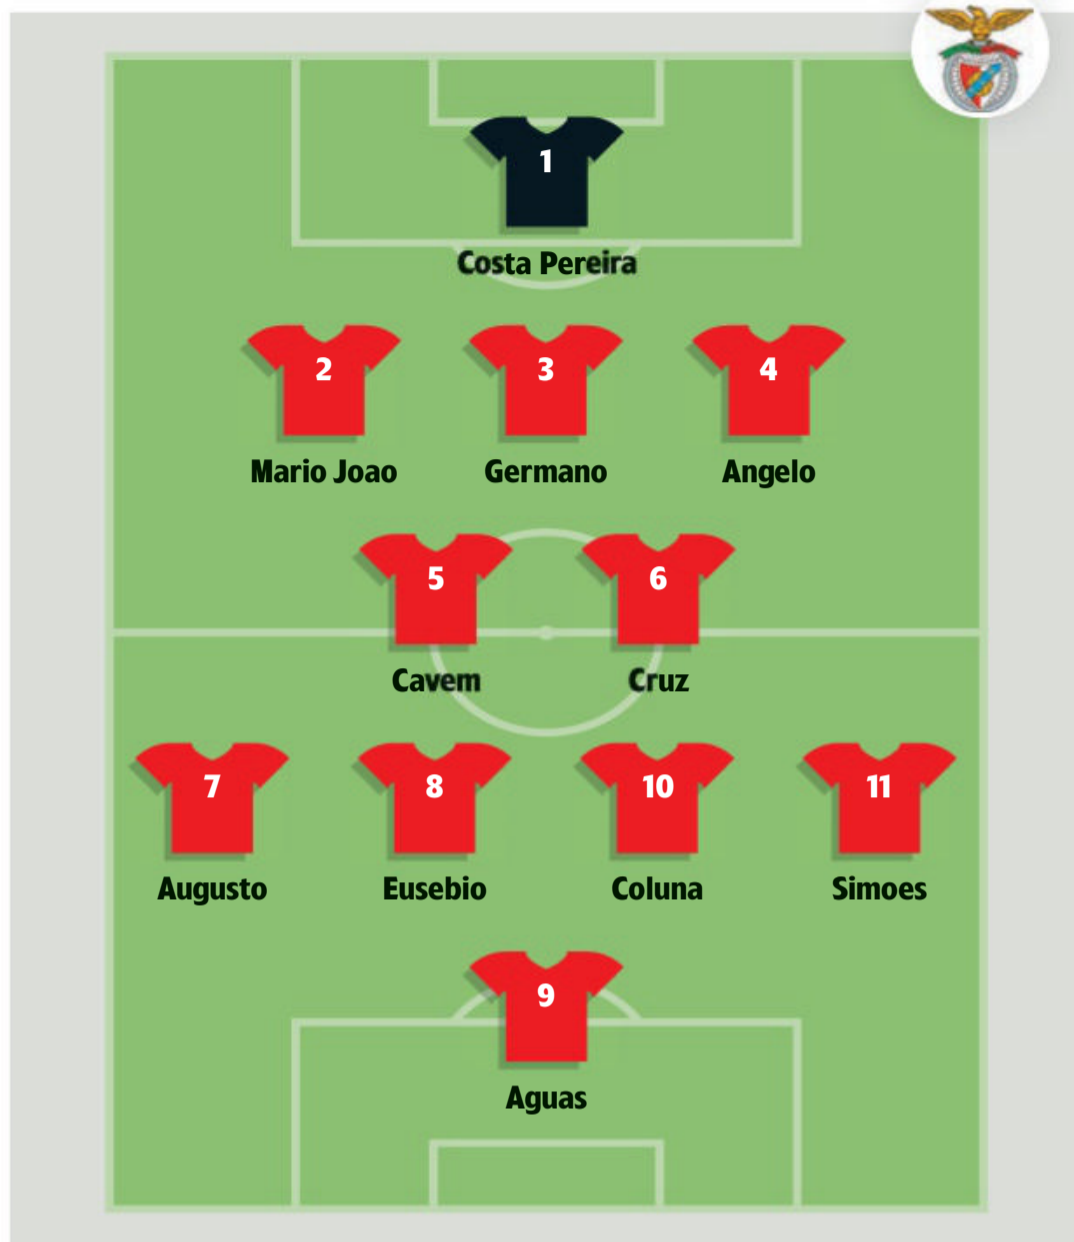 1
Costa Pereira
2 3 4
Mario Joao Germano Angelo
5 6
Cavem Cruz
7 8 10 11
Augusto Eusebio Coluna Simoes
9
Aguas